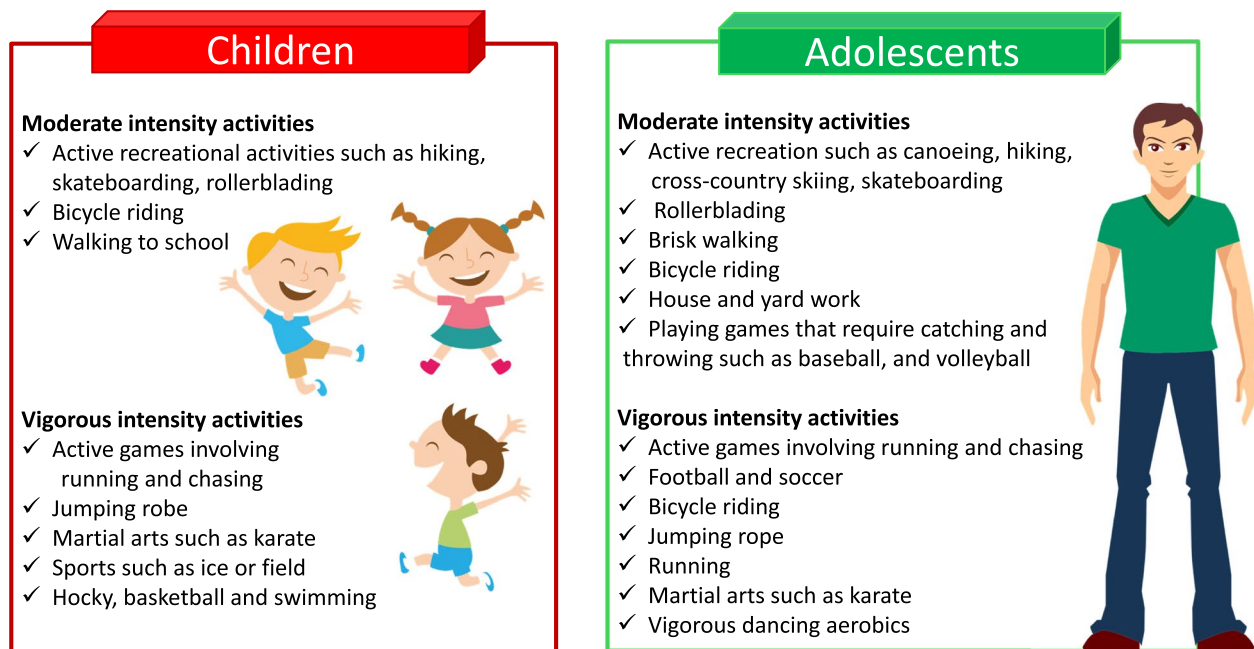 Children
Moderate intensity activities
✓ Active recreational activities such as hiking,
skateboarding, rollerblading
✓ Bicycle riding
✓ Walking to school
Vigorous intensity activities
✓ Active games involving
running and chasing
✓ Jumping robe
✓ Martial arts such as karate
✓ Sports such as ice or field
✓ Hocky, basketball and swimming
Adolescents
Moderate intensity activities
✓ Active recreation such as canoeing, hiking,
cross-country skiing, skateboarding
✓ Rollerblading
✓ Brisk walking
✓ Bicycle riding
✓ House and yard work
✓ Playing games that require catching and
throwing such as baseball, and volleyball
Vigorous intensity activities
✓ Active games involving running and chasing
✓ Football and soccer
✓ Bicycle riding
✓ Jumping rope
✓ Running
✓ Martial arts such as karate
✓ Vigorous dancing aerobics